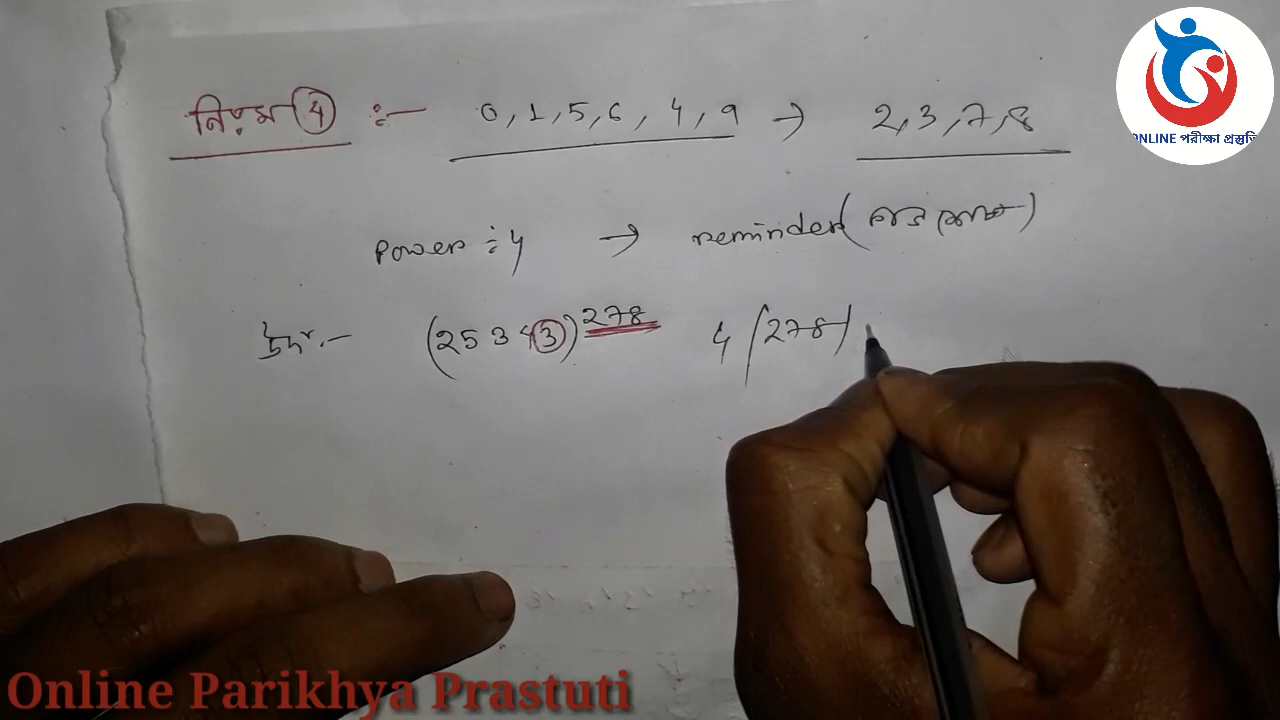 নিয়ম 4 :- 0, 1, 5, 6, 4, 9 → 2, 3, 7, 8
Power ÷ 4 → reminder (
উদা:- (25343)^278 4 ) 278 (
ONLINE পরীক্ষা প্রস্তুতি
Online Parikhya Prastuti